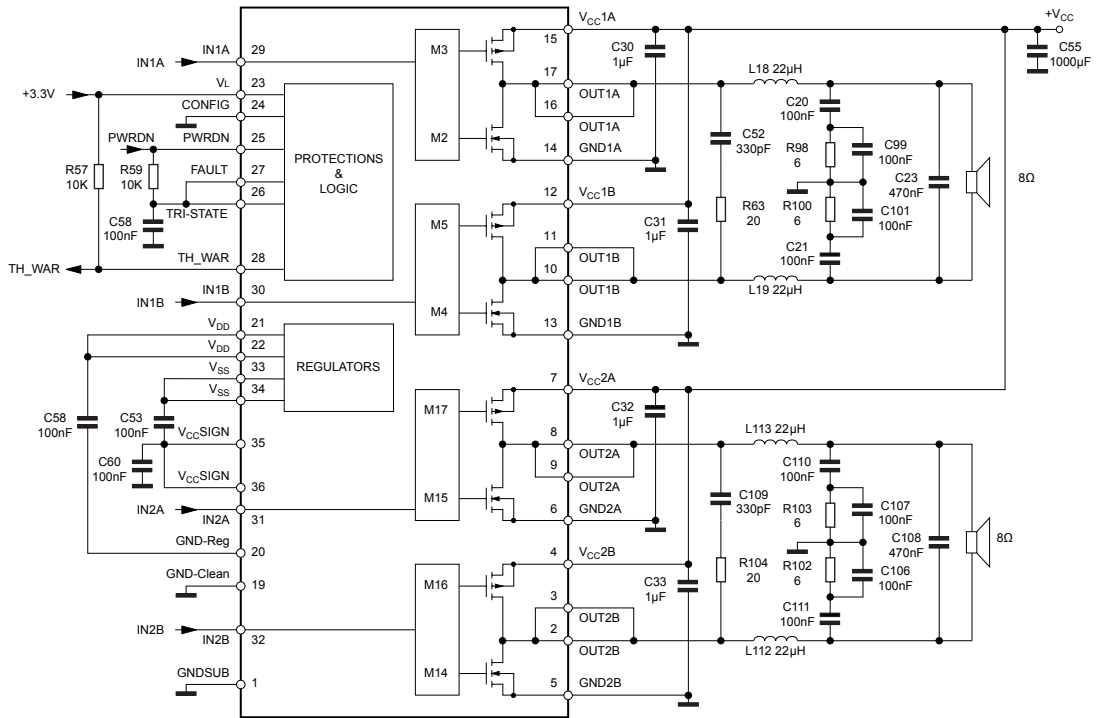 IN1A
IN1A
29
+3.3V
VL
23
CONFIG
24
PWRDN
PWRDN
25
R57
10K
R59
10K
FAULT
27
26
TRI-STATE
C58
100nF
TH_WAR
TH_WAR
28
IN1B
IN1B
30
VDD
21
VDD
22
VSS
33
VSS
34
C58
100nF
C53
100nF
VCCSIGN
35
C60
100nF
VCCSIGN
36
IN2A
IN2A
31
GND-Reg
20
GND-Clean
19
IN2B
IN2B
32
GNDSUB
1
PROTECTIONS
&
LOGIC
REGULATORS
M3
M2
M5
M4
M17
M15
M16
M14
15
VCC1A
17
OUT1A
16
OUT1A
14
GND1A
12
VCC1B
11
OUT1B
10
OUT1B
13
GND1B
7
VCC2A
8
OUT2A
9
OUT2A
6
GND2A
4
VCC2B
3
OUT2B
2
OUT2B
5
GND2B
C30
1µF
C31
1µF
C32
1µF
C33
1µF
+VCC
C55
1000µF
L18 22µH
C20
100nF
C52
330pF
R98
6
C99
100nF
C23
470nF
8Ω
R63
20
R100
6
C101
100nF
C21
100nF
L19 22µH
L113 22µH
C110
100nF
C109
330pF
R103
6
C107
100nF
C108
470nF
8Ω
R104
20
R102
6
C106
100nF
C111
100nF
L112 22µH